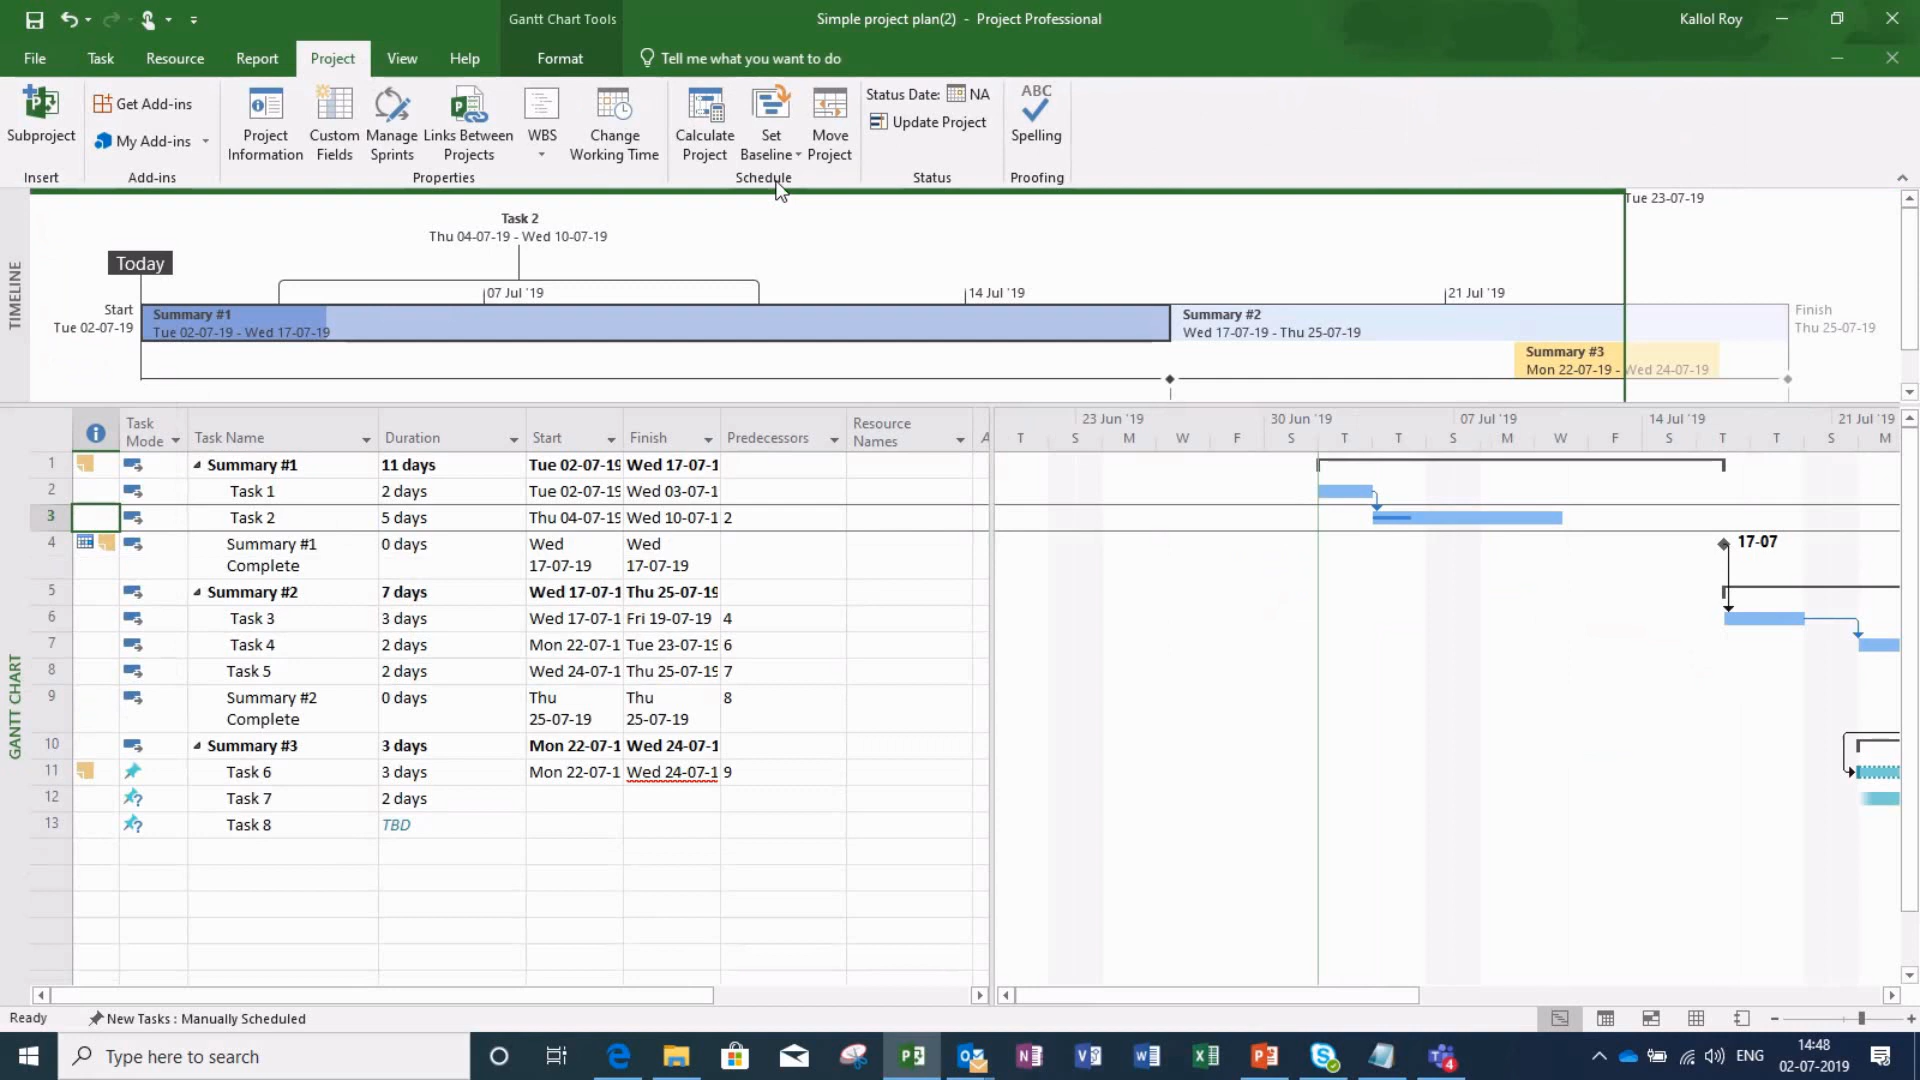 Gantt Chart Tools
Simple project plan(2) - Project Professional
Kallol Roy
File Task Resource Report Project View Help Format Tell me what you want to do
Subproject
Insert
Get Add-ins
My Add-ins
Add-ins
Project Information
Custom Fields
Manage Sprints
Links Between Projects
WBS
Change Working Time
Properties
Calculate Project
Set Baseline
Move Project
Schedule
Status Date: NA
Update Project
Status
ABC
Spelling
Proofing
TIMELINE
Tue 23-07-19
Task 2
Thu 04-07-19 - Wed 10-07-19
Today
07 Jul '19
14 Jul '19
21 Jul '19
Start
Tue 02-07-19
Summary #1
Tue 02-07-19 - Wed 17-07-19
Summary #2
Wed 17-07-19 - Thu 25-07-19
Finish
Thu 25-07-19
Summary #3
Mon 22-07-19 - Wed 24-07-19
GANTT CHART
Task Mode Task Name Duration Start Finish Predecessors Resource Names A
1 Summary #1 11 days Tue 02-07-19 Wed 17-07-1
2 Task 1 2 days Tue 02-07-19 Wed 03-07-1
3 Task 2 5 days Thu 04-07-19 Wed 10-07-1 2
4 Summary #1 Complete 0 days Wed 17-07-19 Wed 17-07-19
5 Summary #2 7 days Wed 17-07-1 Thu 25-07-19
6 Task 3 3 days Wed 17-07-1 Fri 19-07-19 4
7 Task 4 2 days Mon 22-07-1 Tue 23-07-19 6
8 Task 5 2 days Wed 24-07-1 Thu 25-07-19 7
9 Summary #2 Complete 0 days Thu 25-07-19 Thu 25-07-19 8
10 Summary #3 3 days Mon 22-07-1 Wed 24-07-1
11 Task 6 3 days Mon 22-07-1 Wed 24-07-1 9
12 Task 7 2 days
13 Task 8 TBD
23 Jun '19 30 Jun '19 07 Jul '19 14 Jul '19 21 Jul '19
T S M W F S T T S M W F S T T S M
17-07
Ready New Tasks : Manually Scheduled
Type here to search
4
ENG
14:48
02-07-2019